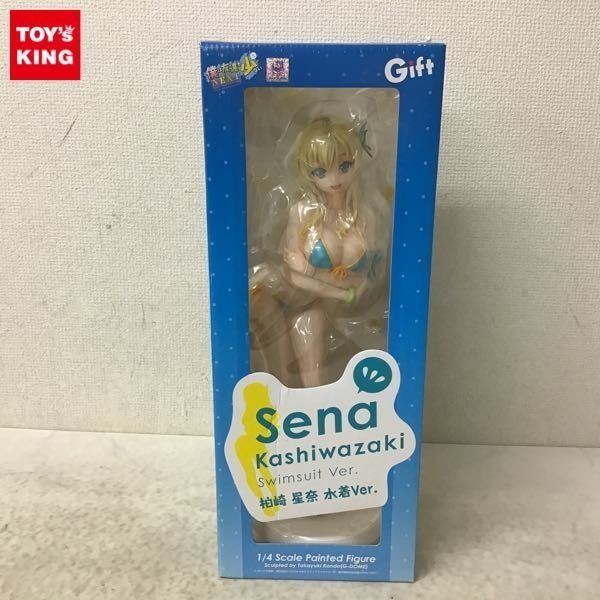 TOY's
KING
NEXT
Gift
Sena
Kashiwazaki
Swimsuit Ver.
柏崎 星奈 水着Ver.
1/4 Scale Painted Figure
Sculpted by Takayuki Kondo(G-DOME)